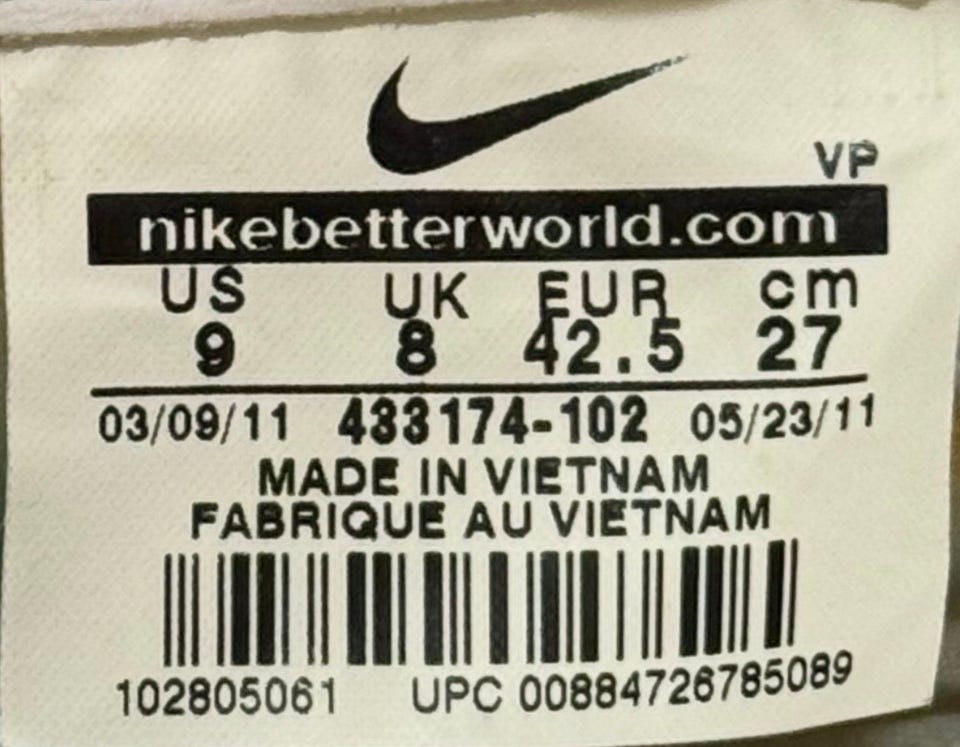 VP
nikebetterworld.com
US UK EUR cm
9 8 42.5 27
03/09/11 433174-102 05/23/11
MADE IN VIETNAM
FABRIQUE AU VIETNAM
102805061 UPC 00884726785089